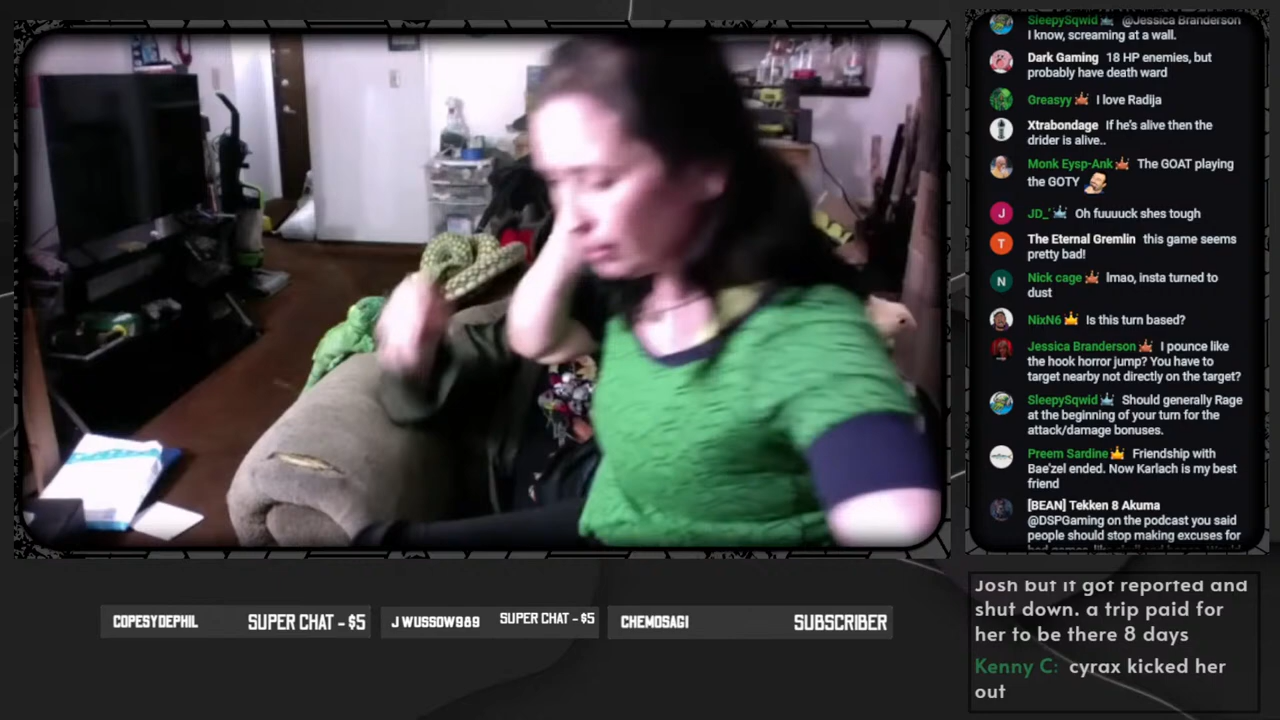 SleepySqwid @Jessica Branderson
I know, screaming at a wall.
Dark Gaming 18 HP enemies, but
probably have death ward
Greasyy I love Radija
Xtrabondage If he's alive then the
drider is alive..
Monk Eysp-Ank The GOAT playing
the GOTY
J
JD_' Oh fuuuuck shes tough
T
The Eternal Gremlin this game seems
pretty bad!
N
Nick cage lmao, insta turned to
dust
NixN6 Is this turn based?
Jessica Branderson I pounce like
the hook horror jump? You have to
target nearby not directly on the target?
SleepySqwid Should generally Rage
at the beginning of your turn for the
attack/damage bonuses.
Preem Sardine Friendship with
Bae'zel ended. Now Karlach is my best
friend
[BEAN] Tekken 8 Akuma
@DSPGaming on the podcast you said
people should stop making excuses for
Josh but it got reported and
shut down. a trip paid for
her to be there 8 days
Kenny C: cyrax kicked her
out
COPESYDEPHIL SUPER CHAT - $5
J WUSSOW989 SUPER CHAT - $5
CHEMOSAGI SUBSCRIBER